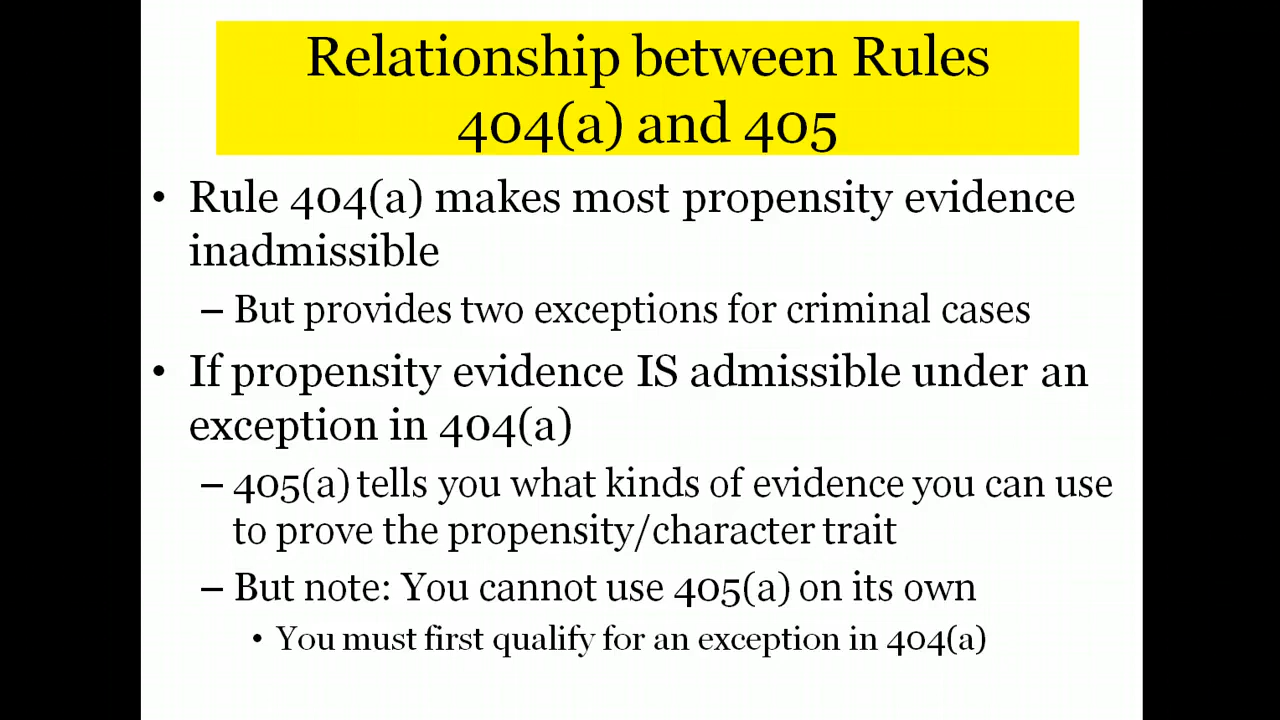 Relationship between Rules
404(a) and 405
• Rule 404(a) makes most propensity evidence
inadmissible
– But provides two exceptions for criminal cases
• If propensity evidence IS admissible under an
exception in 404(a)
– 405(a) tells you what kinds of evidence you can use
to prove the propensity/character trait
– But note: You cannot use 405(a) on its own
• You must first qualify for an exception in 404(a)